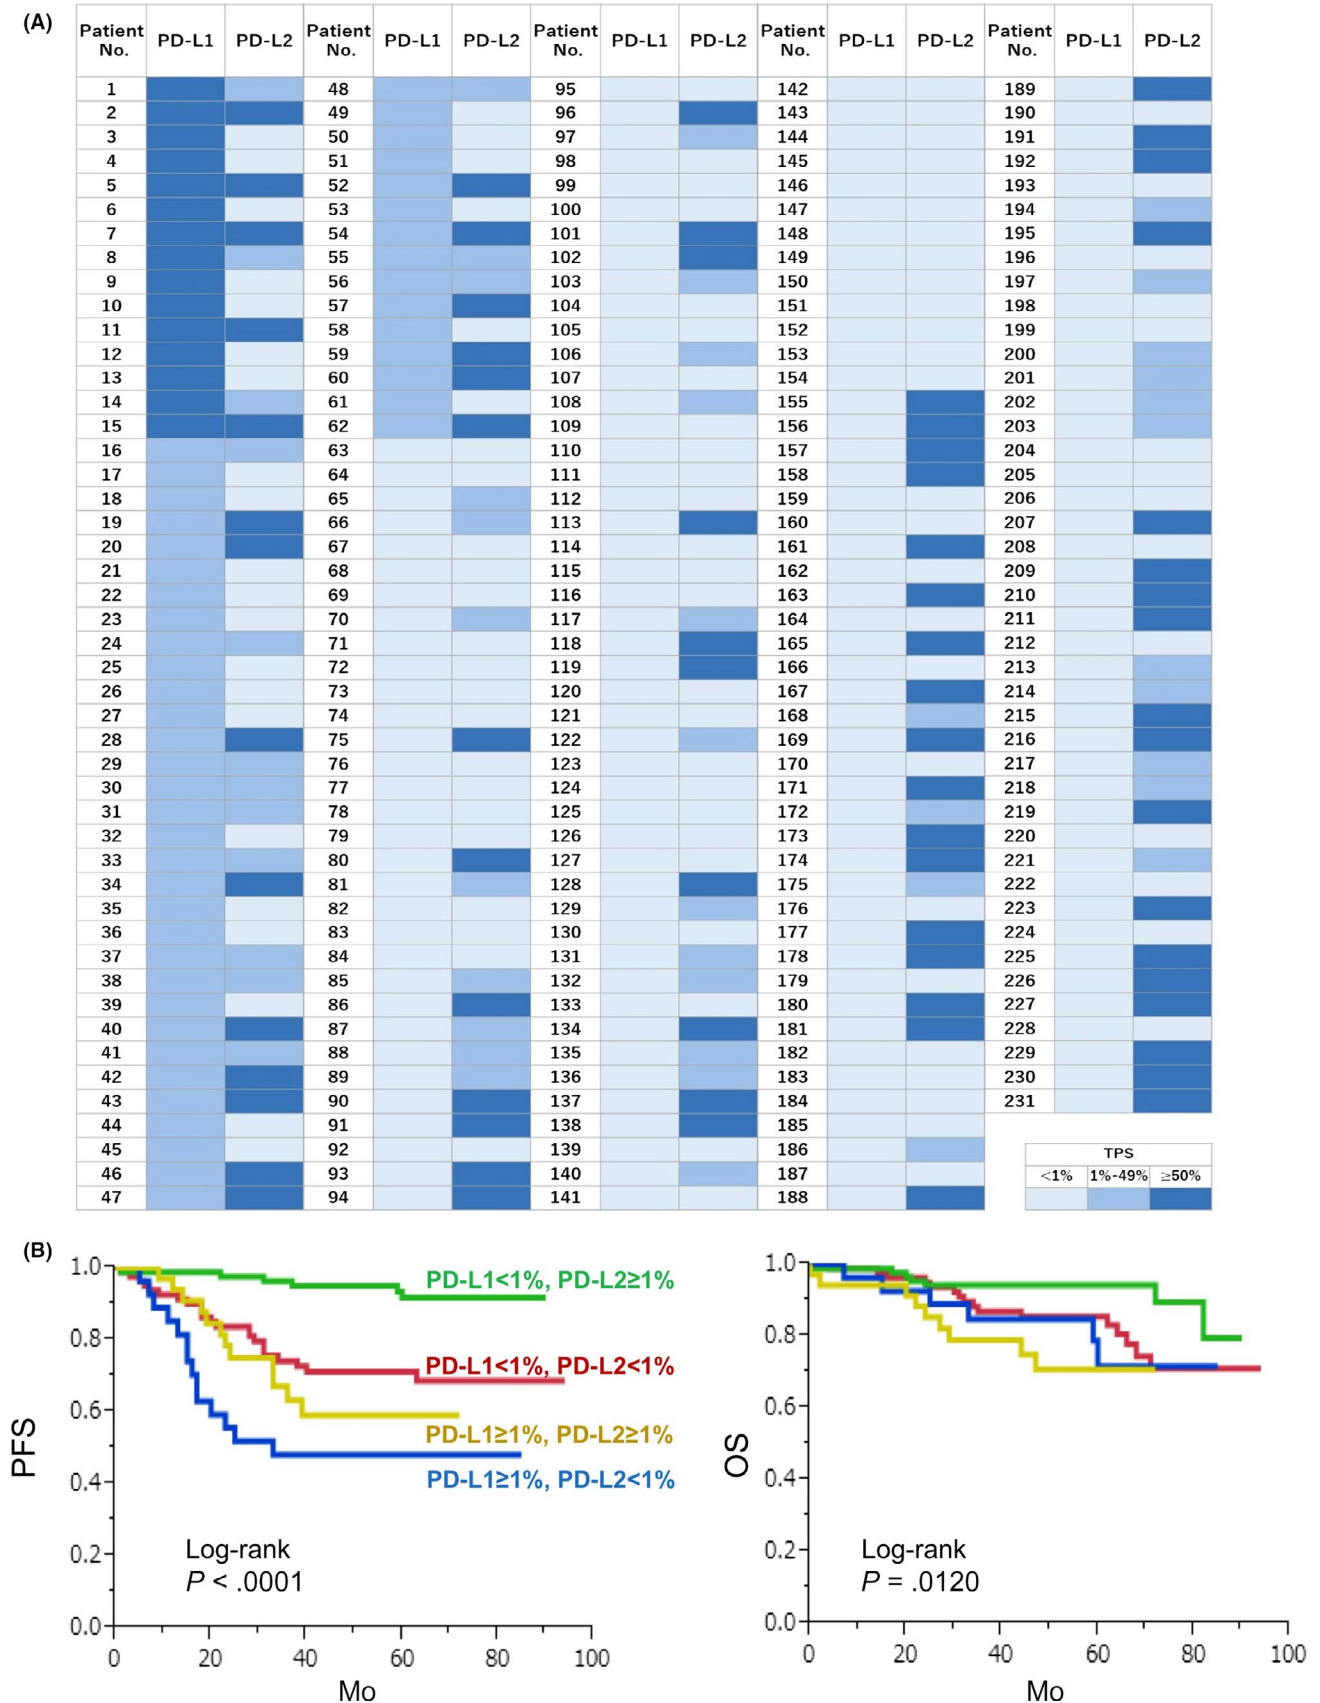 (A)
Patient No. PD-L1 PD-L2 Patient No. PD-L1 PD-L2 Patient No. PD-L1 PD-L2 Patient No. PD-L1 PD-L2 Patient No. PD-L1 PD-L2
1 48 95 142 189
2 49 96 143 190
3 50 97 144 191
4 51 98 145 192
5 52 99 146 193
6 53 100 147 194
7 54 101 148 195
8 55 102 149 196
9 56 103 150 197
10 57 104 151 198
11 58 105 152 199
12 59 106 153 200
13 60 107 154 201
14 61 108 155 202
15 62 109 156 203
16 63 110 157 204
17 64 111 158 205
18 65 112 159 206
19 66 113 160 207
20 67 114 161 208
21 68 115 162 209
22 69 116 163 210
23 70 117 164 211
24 71 118 165 212
25 72 119 166 213
26 73 120 167 214
27 74 121 168 215
28 75 122 169 216
29 76 123 170 217
30 77 124 171 218
31 78 125 172 219
32 79 126 173 220
33 80 127 174 221
34 81 128 175 222
35 82 129 176 223
36 83 130 177 224
37 84 131 178 225
38 85 132 179 226
39 86 133 180 227
40 87 134 181 228
41 88 135 182 229
42 89 136 183 230
43 90 137 184 231
44 91 138 185
45 92 139 186
46 93 140 187
47 94 141 188
TPS
<1% 1%-49% ≥50%
(B)
PFS
1.0
0.8
0.6
0.4
0.2
0.0
PD-L1<1%, PD-L2≥1%
PD-L1<1%, PD-L2<1%
PD-L1≥1%, PD-L2≥1%
PD-L1≥1%, PD-L2<1%
Log-rank
P < .0001
0 20 40 60 80 100
Mo
OS
1.0
0.8
0.6
0.4
0.2
0.0
Log-rank
P = .0120
0 20 40 60 80 100
Mo